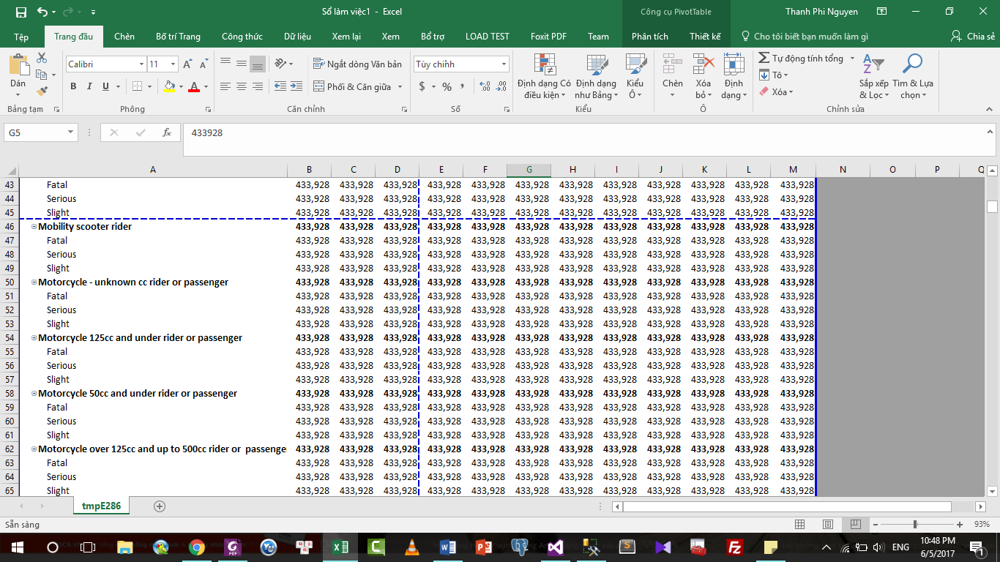 Sổ làm việc1 - Excel
Công cụ PivotTable
Thanh Phi Nguyen
Tệp Trang đầu Chèn Bố trí Trang Công thức Dữ liệu Xem lại Xem Bổ trợ LOAD TEST Foxit PDF Team Phân tích Thiết kế Cho tôi biết bạn muốn làm gì Chia sẻ
Dán
Calibri 11
B I U
A A
Ngắt dòng Văn bản
Phối & Căn giữa
Tùy chỉnh
$ % ,
Định dạng Có điều kiện
Định dạng như Bảng
Kiểu Ô
Chèn
Xóa bỏ
Định dạng
Tự động tính tổng
Tô
Xóa
Sắp xếp & Lọc
Tìm & Lựa chọn
Bảng tạm Phông Căn chỉnh Số Kiểu Ô Chỉnh sửa
G5 fx 433928
A B C D E F G H I J K L M N O P Q
43 Fatal 433,928 433,928 433,928 433,928 433,928 433,928 433,928 433,928 433,928 433,928 433,928 433,928
44 Serious 433,928 433,928 433,928 433,928 433,928 433,928 433,928 433,928 433,928 433,928 433,928 433,928
45 Slight 433,928 433,928 433,928 433,928 433,928 433,928 433,928 433,928 433,928 433,928 433,928 433,928
46 Mobility scooter rider 433,928 433,928 433,928 433,928 433,928 433,928 433,928 433,928 433,928 433,928 433,928 433,928
47 Fatal 433,928 433,928 433,928 433,928 433,928 433,928 433,928 433,928 433,928 433,928 433,928 433,928
48 Serious 433,928 433,928 433,928 433,928 433,928 433,928 433,928 433,928 433,928 433,928 433,928 433,928
49 Slight 433,928 433,928 433,928 433,928 433,928 433,928 433,928 433,928 433,928 433,928 433,928 433,928
50 Motorcycle - unknown cc rider or passenger 433,928 433,928 433,928 433,928 433,928 433,928 433,928 433,928 433,928 433,928 433,928 433,928
51 Fatal 433,928 433,928 433,928 433,928 433,928 433,928 433,928 433,928 433,928 433,928 433,928 433,928
52 Serious 433,928 433,928 433,928 433,928 433,928 433,928 433,928 433,928 433,928 433,928 433,928 433,928
53 Slight 433,928 433,928 433,928 433,928 433,928 433,928 433,928 433,928 433,928 433,928 433,928 433,928
54 Motorcycle 125cc and under rider or passenger 433,928 433,928 433,928 433,928 433,928 433,928 433,928 433,928 433,928 433,928 433,928 433,928
55 Fatal 433,928 433,928 433,928 433,928 433,928 433,928 433,928 433,928 433,928 433,928 433,928 433,928
56 Serious 433,928 433,928 433,928 433,928 433,928 433,928 433,928 433,928 433,928 433,928 433,928 433,928
57 Slight 433,928 433,928 433,928 433,928 433,928 433,928 433,928 433,928 433,928 433,928 433,928 433,928
58 Motorcycle 50cc and under rider or passenger 433,928 433,928 433,928 433,928 433,928 433,928 433,928 433,928 433,928 433,928 433,928 433,928
59 Fatal 433,928 433,928 433,928 433,928 433,928 433,928 433,928 433,928 433,928 433,928 433,928 433,928
60 Serious 433,928 433,928 433,928 433,928 433,928 433,928 433,928 433,928 433,928 433,928 433,928 433,928
61 Slight 433,928 433,928 433,928 433,928 433,928 433,928 433,928 433,928 433,928 433,928 433,928 433,928
62 Motorcycle over 125cc and up to 500cc rider or passenge 433,928 433,928 433,928 433,928 433,928 433,928 433,928 433,928 433,928 433,928 433,928 433,928
63 Fatal 433,928 433,928 433,928 433,928 433,928 433,928 433,928 433,928 433,928 433,928 433,928 433,928
64 Serious 433,928 433,928 433,928 433,928 433,928 433,928 433,928 433,928 433,928 433,928 433,928 433,928
65 Slight 433,928 433,928 433,928 433,928 433,928 433,928 433,928 433,928 433,928 433,928 433,928 433,928
tmpE286
Sẵn sàng
93%
ENG
10:48 PM
6/5/2017